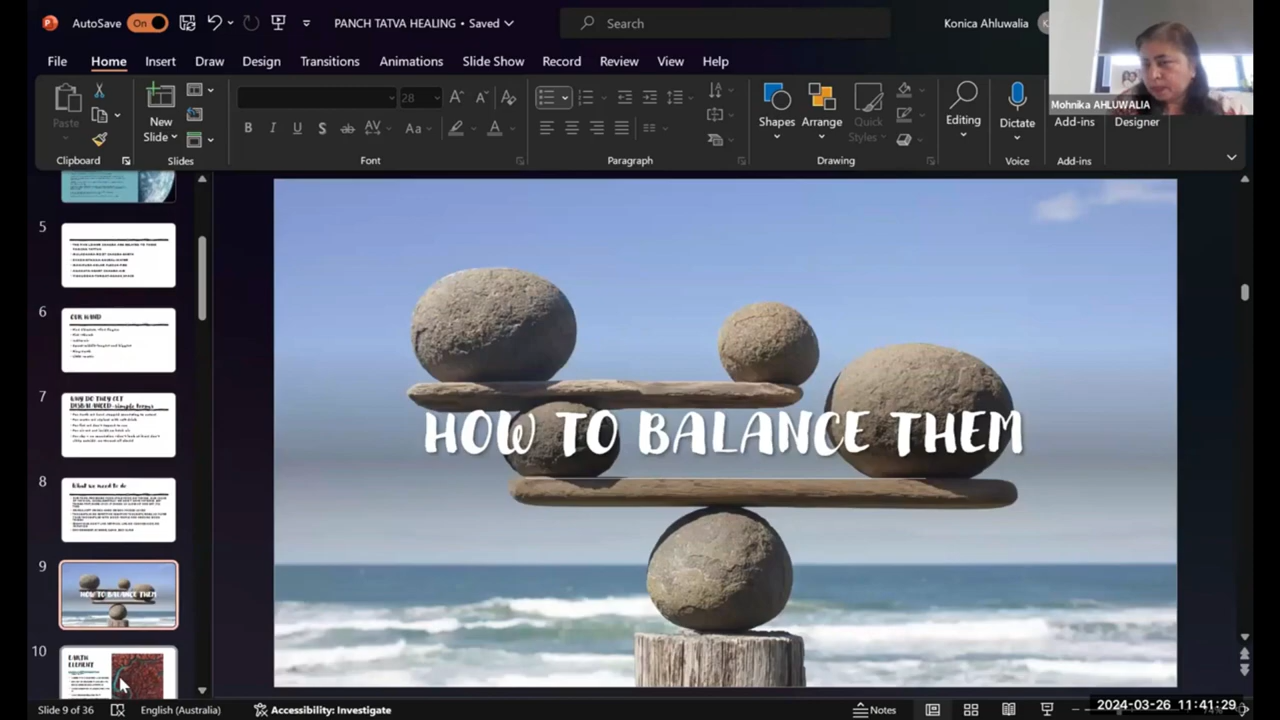 AutoSave On PANCH TATVA HEALING • Saved Search Konica Ahluwalia
File Home Insert Draw Design Transitions Animations Slide Show Record Review View Help
Mohnika AHLUWALIA
28
Paste New Slide Shapes Arrange Quick Styles Editing Dictate Add-ins Designer
Clipboard Slides Font Paragraph Drawing Voice Add-ins
5
6
OUR HAND
7
WHY DO THEY GET
DISBALANCED- simple terms
8
What we need to do
9
HOW TO BALANCE THEM
10
EARTH
ELEMENT
HOW TO BALANCE THEM
Slide 9 of 36 English (Australia) Accessibility: Investigate Notes
2024-03-26 11:41:29